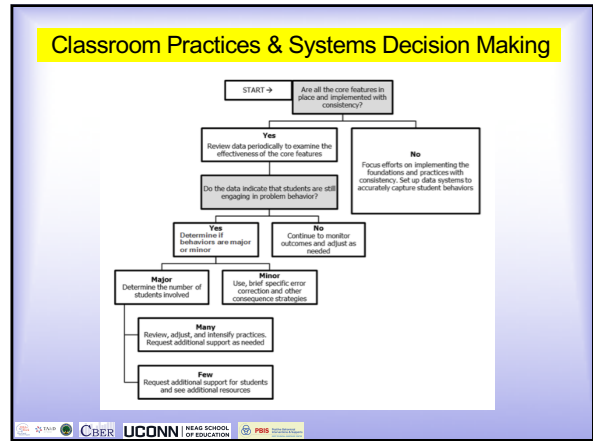 Classroom Practices & Systems Decision Making
START →
Are all the core features in
place and implemented with
consistency?
Yes
Review data periodically to examine the
effectiveness of the core features
No
Focus efforts on implementing the
foundations and practices with
consistency. Set up data systems to
accurately capture student behaviors
Do the data indicate that students are still
engaging in problem behavior?
Yes
Determine if
behaviors are major
or minor
No
Continue to monitor
outcomes and adjust as
needed
Major
Determine the number of
students involved
Minor
Use, brief specific error
correction and other
consequence strategies
Many
Review, adjust, and intensify practices.
Request additional support as needed
Few
Request additional support for students
and see additional resources
CBER
UCONN
NEAG SCHOOL
OF EDUCATION
PBIS